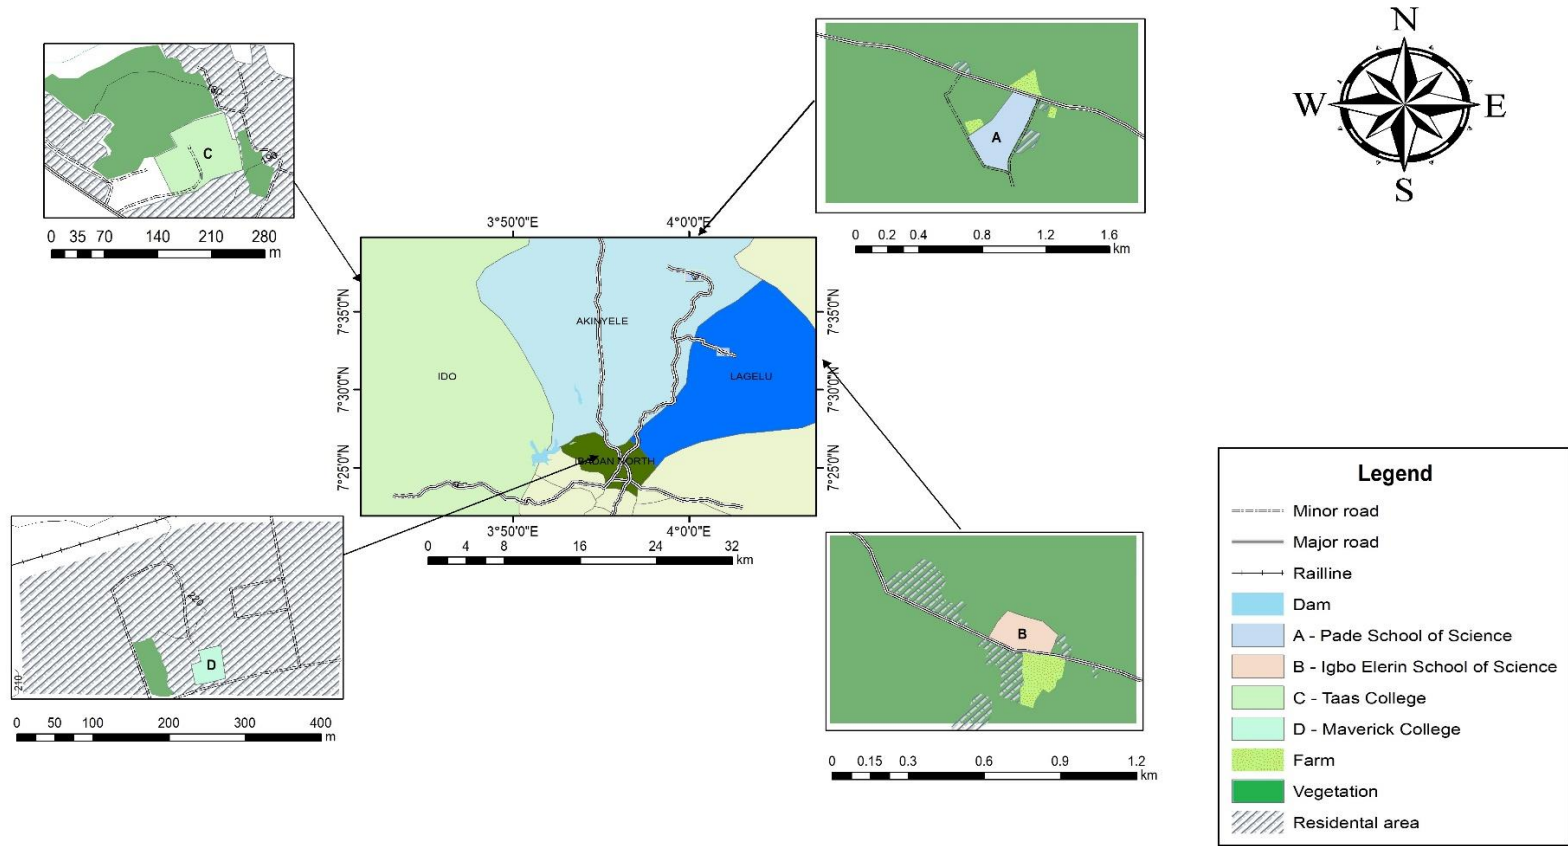 N
W E
S
180
190
C
0 35 70 140 210 280
m
A
0 0.2 0.4 0.8 1.2 1.6
km
3°50'0"E 4°0'0"E
7°35'0"N
7°30'0"N
7°25'0"N
AKINYELE
IDO
LAGELU
IBADAN NORTH
7°35'0"N
7°30'0"N
7°25'0"N
3°50'0"E 4°0'0"E
0 4 8 16 24 32
km
220
210
D
0 50 100 200 300 400
m
B
0 0.15 0.3 0.6 0.9 1.2
km
Legend
Minor road
Major road
Railline
Dam
A - Pade School of Science
B - Igbo Elerin School of Science
C - Taas College
D - Maverick College
Farm
Vegetation
Residental area